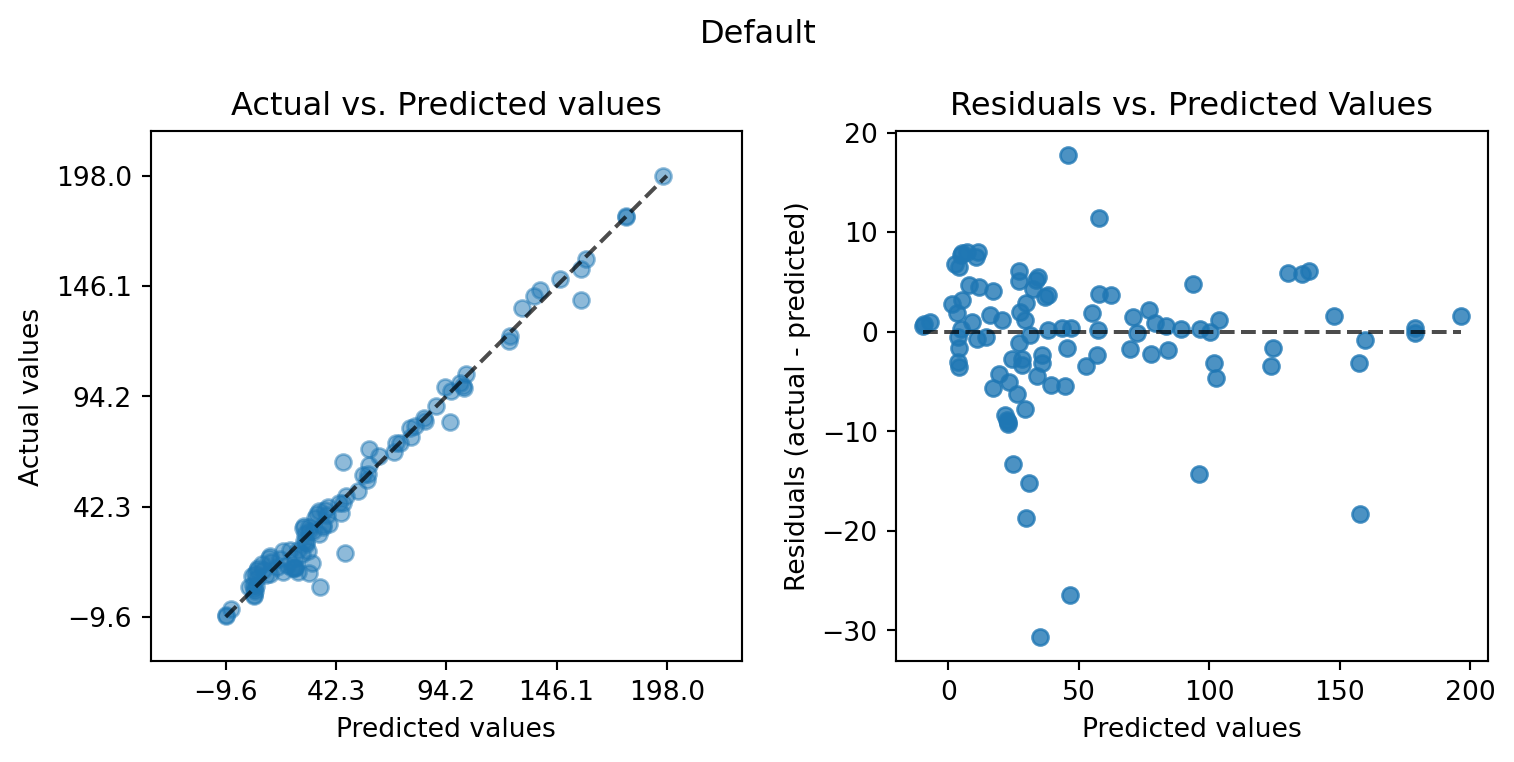 Default
Actual vs. Predicted values
198.0
146.1
94.2
42.3
−9.6
Actual values
−9.6 42.3 94.2 146.1 198.0
Predicted values
Residuals vs. Predicted Values
20
10
0
−10
−20
−30
Residuals (actual - predicted)
0 50 100 150 200
Predicted values